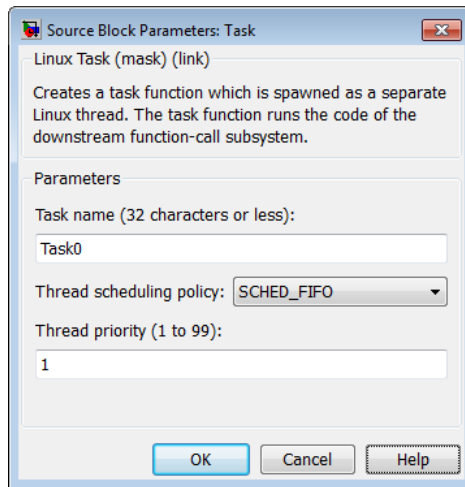 Source Block Parameters: Task
Linux Task (mask) (link)
Creates a task function which is spawned as a separate
Linux thread. The task function runs the code of the
downstream function-call subsystem.
Parameters
Task name (32 characters or less):
Task0
Thread scheduling policy: SCHED_FIFO
Thread priority (1 to 99):
1
OK Cancel Help